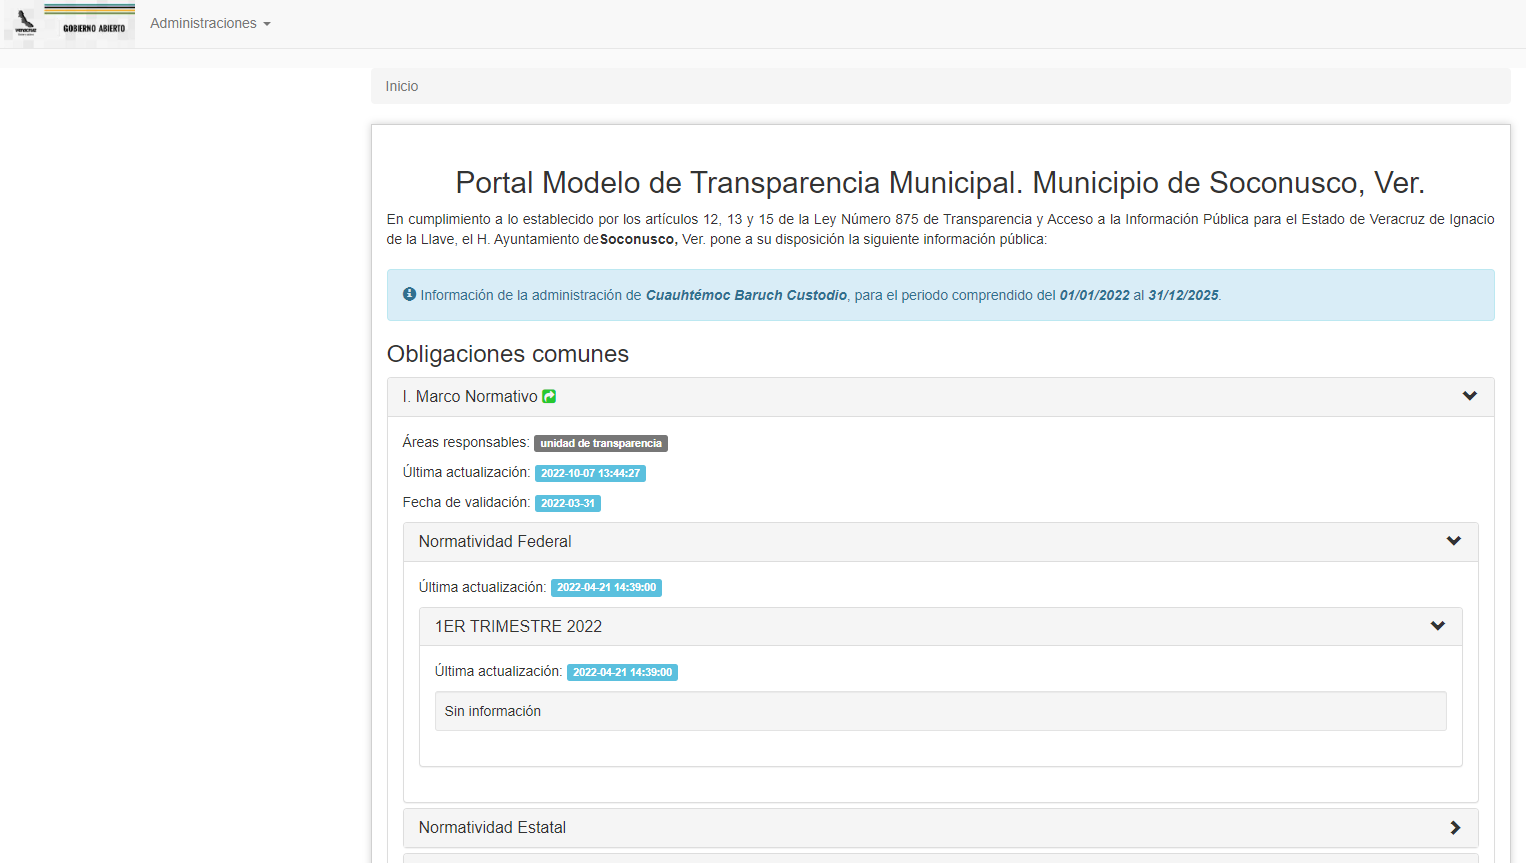 VERACRUZ
GOBIERNO ABIERTO
Administraciones
Inicio
Portal Modelo de Transparencia Municipal. Municipio de Soconusco, Ver.
En cumplimiento a lo establecido por los artículos 12, 13 y 15 de la Ley Número 875 de Transparencia y Acceso a la Información Pública para el Estado de Veracruz de Ignacio
de la Llave, el H. Ayuntamiento deSoconusco, Ver. pone a su disposición la siguiente información pública:
Información de la administración de Cuauhtémoc Baruch Custodio, para el periodo comprendido del 01/01/2022 al 31/12/2025.
Obligaciones comunes
I. Marco Normativo
Áreas responsables: unidad de transparencia
Última actualización: 2022-10-07 13:44:27
Fecha de validación: 2022-03-31
Normatividad Federal
Última actualización: 2022-04-21 14:39:00
1ER TRIMESTRE 2022
Última actualización: 2022-04-21 14:39:00
Sin información
Normatividad Estatal